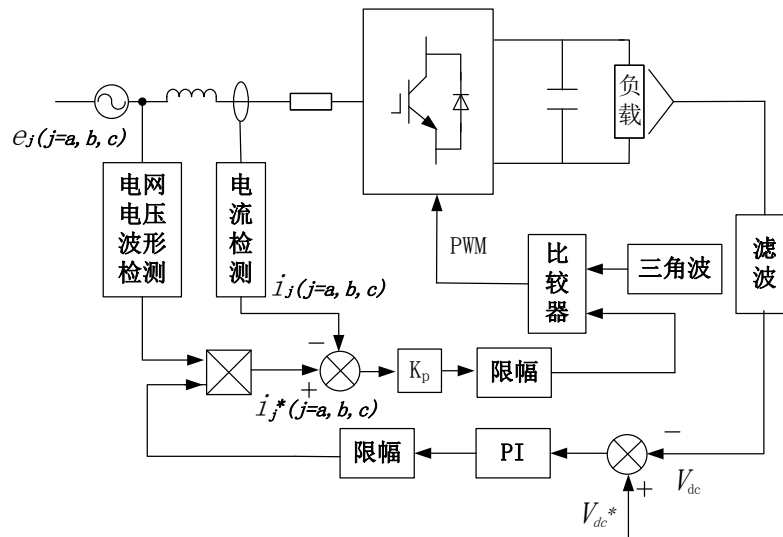 负载
e_j(j=a, b, c)
电网
电压
波形
检测
电流检测
PWM
比较器
三角波
滤波
i_j(j=a, b, c)
−
+
K_p
限幅
i_j*(j=a, b, c)
限幅
PI
−
+
V_dc
V_dc*